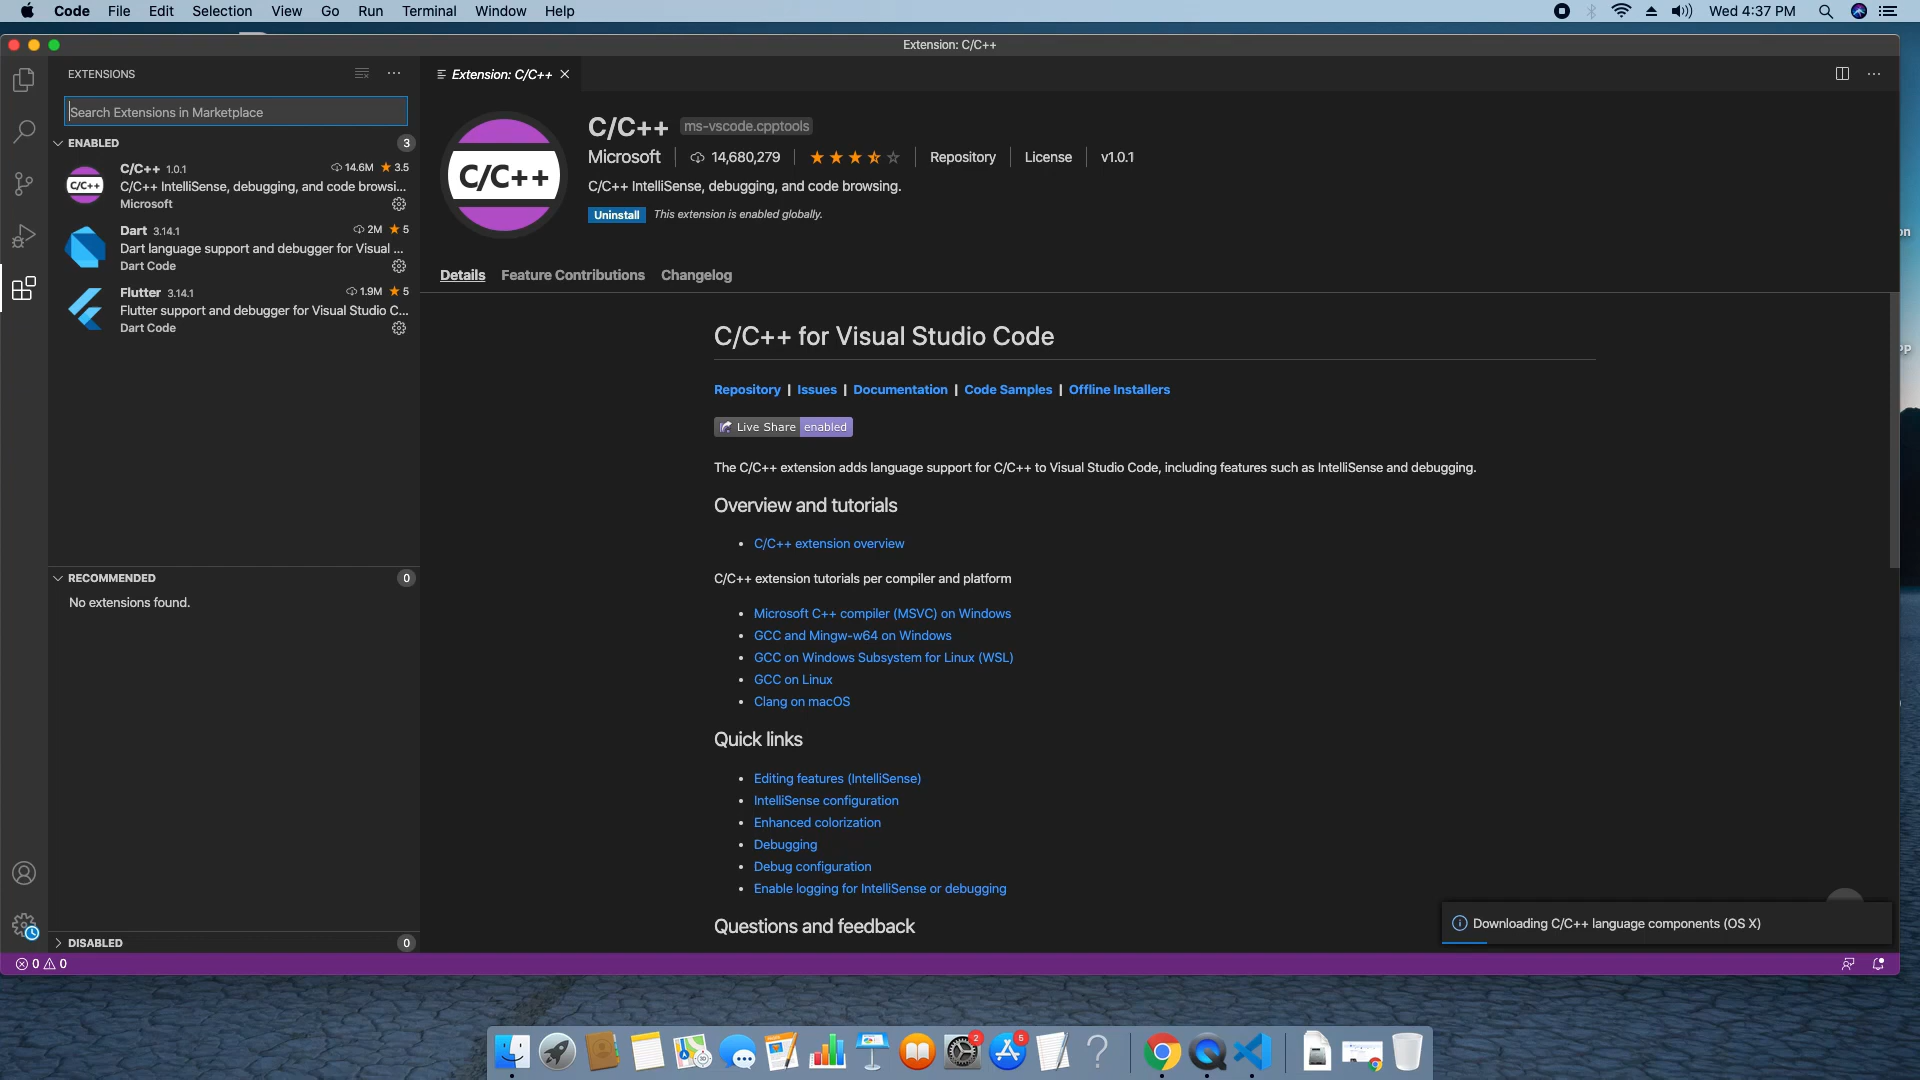 Code File Edit Selection View Go Run Terminal Window Help
Wed 4:37 PM
Extension: C/C++
EXTENSIONS
Search Extensions in Marketplace
ENABLED 3
C/C++ 1.0.1 14.6M 3.5
C/C++ IntelliSense, debugging, and code browsi...
Microsoft
Dart 3.14.1 2M 5
Dart language support and debugger for Visual ...
Dart Code
Flutter 3.14.1 1.9M 5
Flutter support and debugger for Visual Studio C...
Dart Code
RECOMMENDED 0
No extensions found.
DISABLED 0
0 0
Extension: C/C++
C/C++
C/C++ ms-vscode.cpptools
Microsoft 14,680,279 Repository License v1.0.1
C/C++ IntelliSense, debugging, and code browsing.
Uninstall This extension is enabled globally.
Details Feature Contributions Changelog
C/C++ for Visual Studio Code
Repository | Issues | Documentation | Code Samples | Offline Installers
Live Share enabled
The C/C++ extension adds language support for C/C++ to Visual Studio Code, including features such as IntelliSense and debugging.
Overview and tutorials
• C/C++ extension overview
C/C++ extension tutorials per compiler and platform
• Microsoft C++ compiler (MSVC) on Windows
• GCC and Mingw-w64 on Windows
• GCC on Windows Subsystem for Linux (WSL)
• GCC on Linux
• Clang on macOS
Quick links
• Editing features (IntelliSense)
• IntelliSense configuration
• Enhanced colorization
• Debugging
• Debug configuration
• Enable logging for IntelliSense or debugging
Questions and feedback
Downloading C/C++ language components (OS X)
2
5